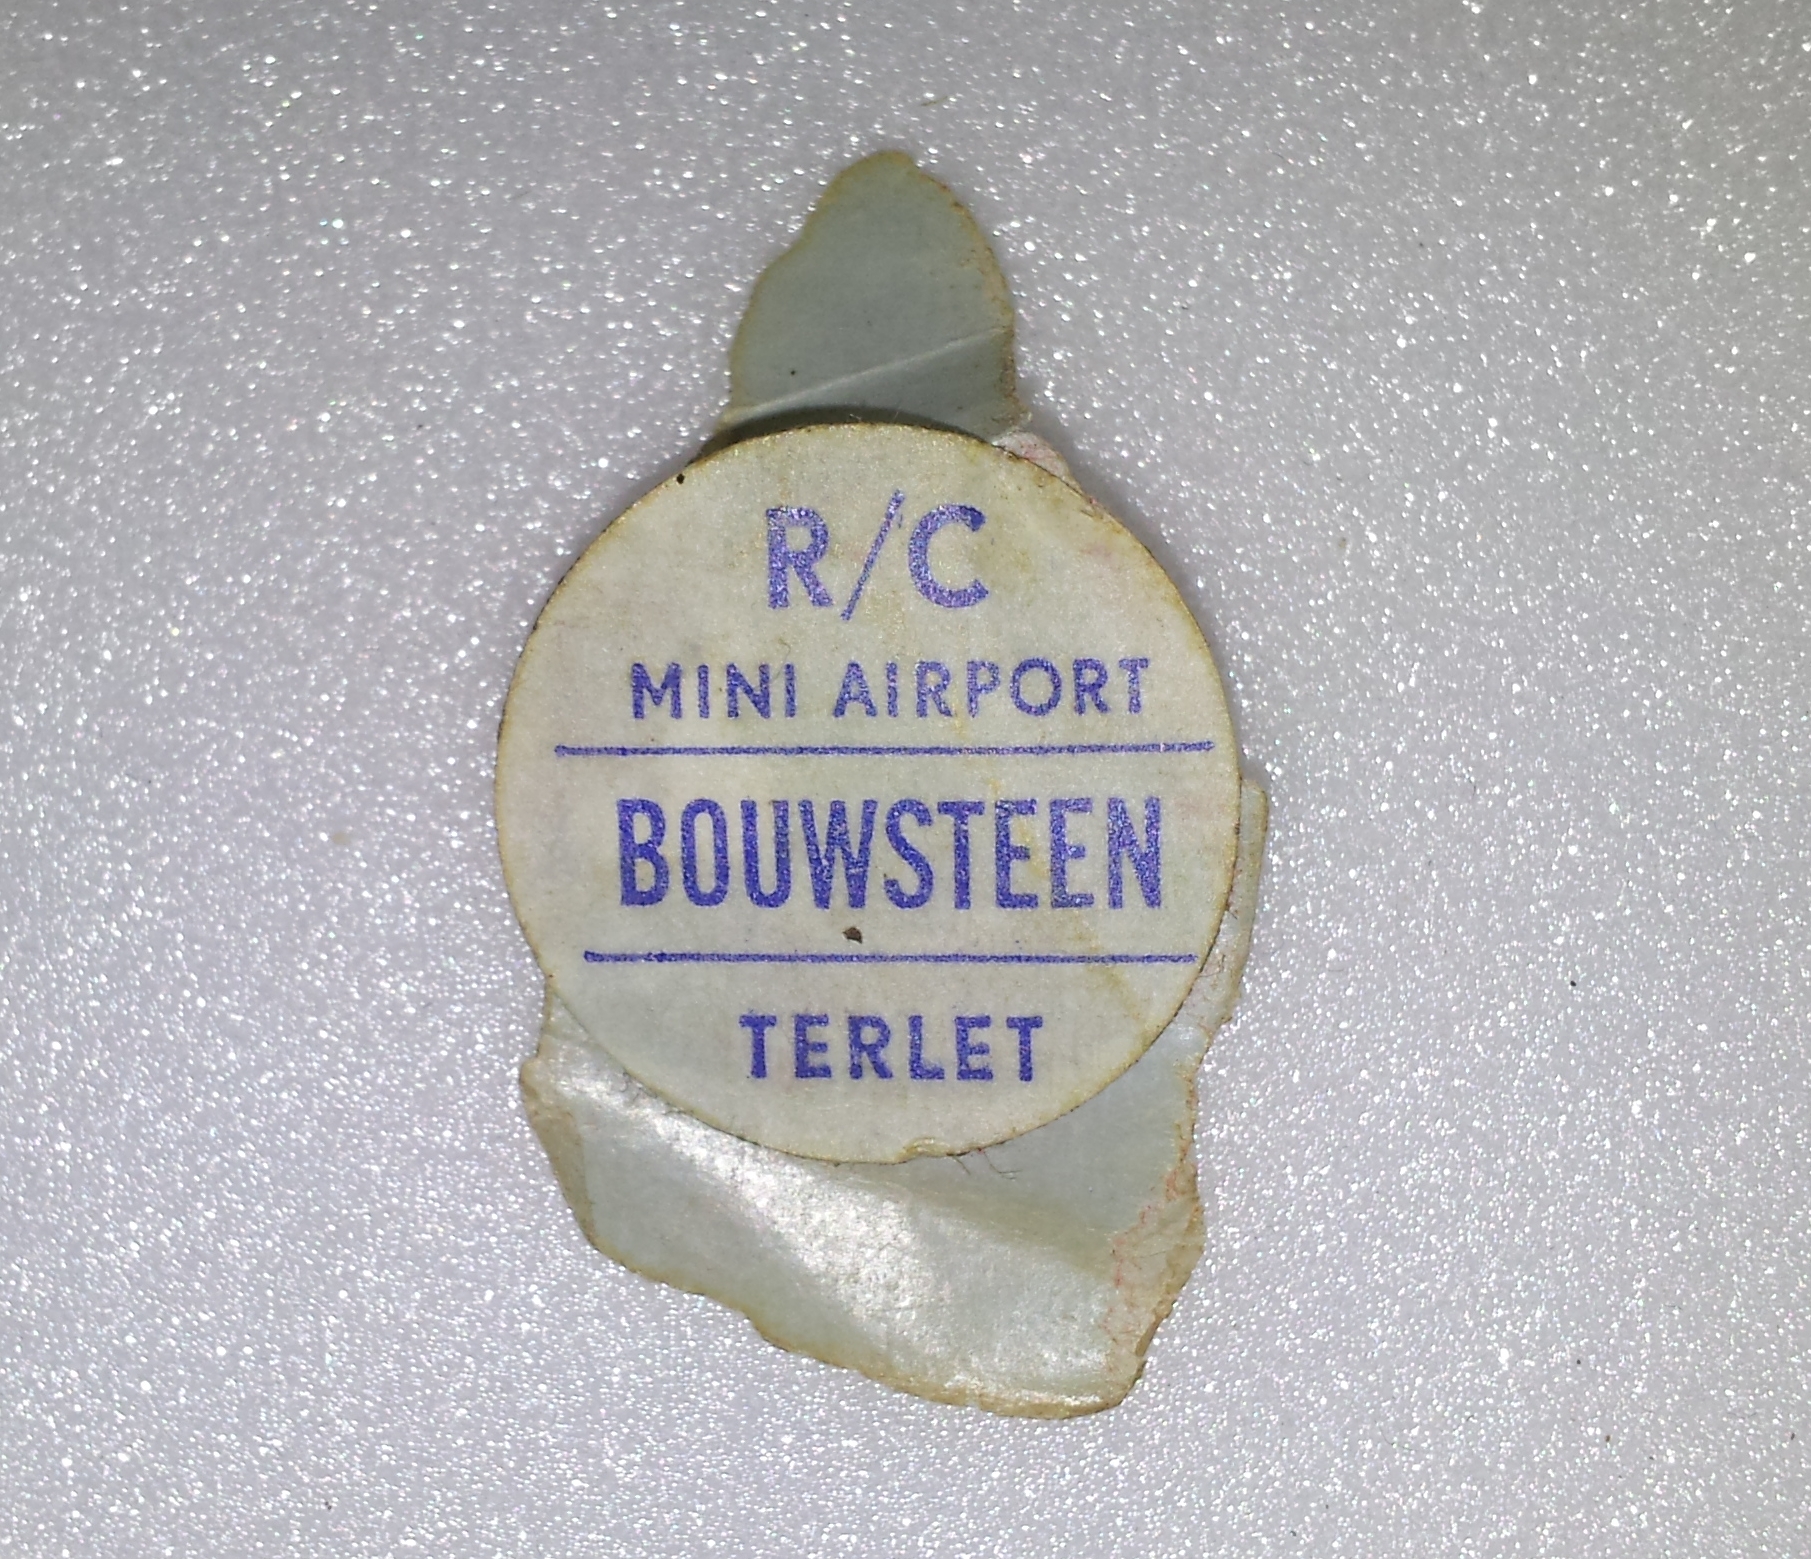 R/C
MINI AIRPORT
BOUWSTEEN
TERLET